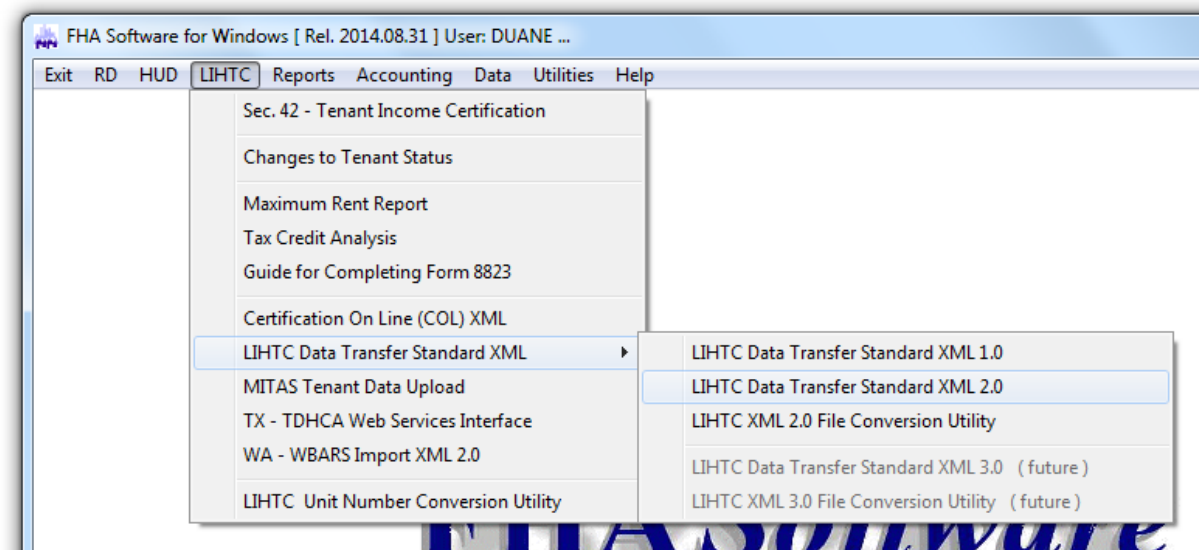 FHA Software for Windows [ Rel. 2014.08.31 ] User: DUANE ...
Exit RD HUD LIHTC Reports Accounting Data Utilities Help
Sec. 42 - Tenant Income Certification
Changes to Tenant Status
Maximum Rent Report
Tax Credit Analysis
Guide for Completing Form 8823
Certification On Line (COL) XML
LIHTC Data Transfer Standard XML
MITAS Tenant Data Upload
TX - TDHCA Web Services Interface
WA - WBARS Import XML 2.0
LIHTC Unit Number Conversion Utility
LIHTC Data Transfer Standard XML 1.0
LIHTC Data Transfer Standard XML 2.0
LIHTC XML 2.0 File Conversion Utility
LIHTC Data Transfer Standard XML 3.0 ( future )
LIHTC XML 3.0 File Conversion Utility ( future )
FHASoftware